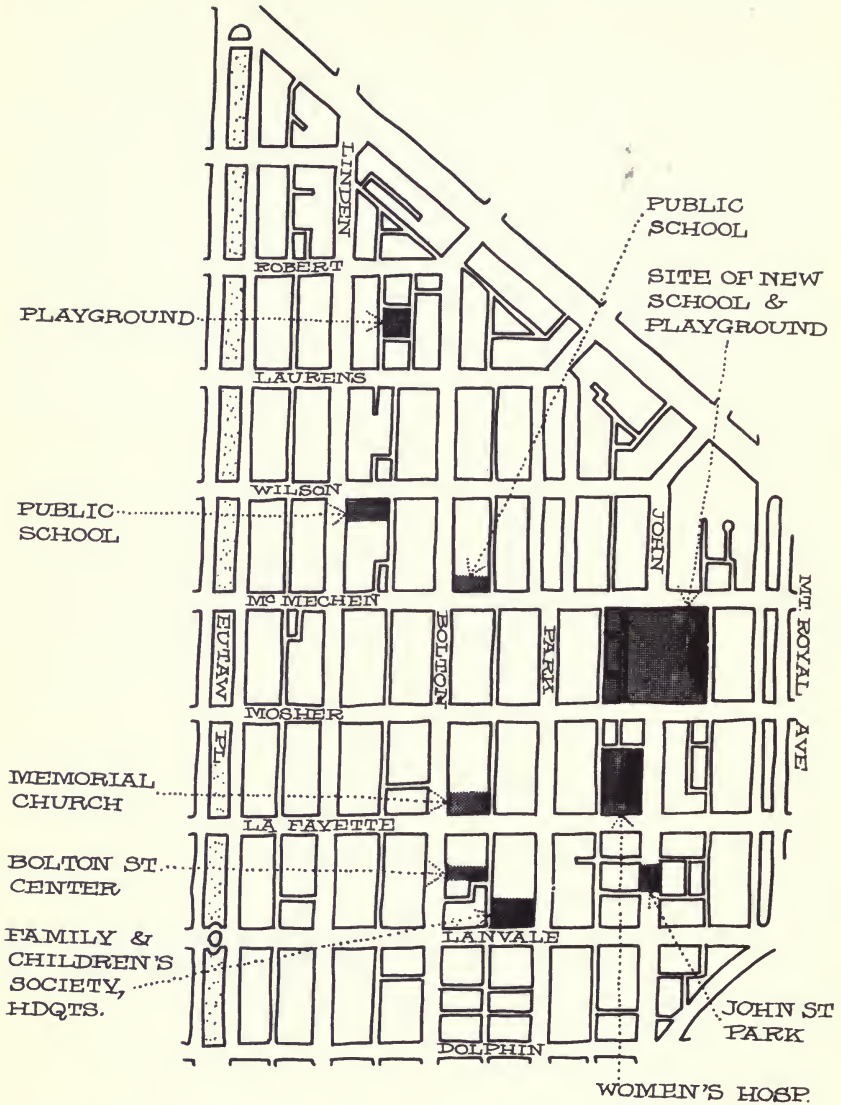 LINDEN
PUBLIC
SCHOOL
ROBERT
SITE OF NEW
SCHOOL &
PLAYGROUND
PLAYGROUND
LAURENS
WILSON
PUBLIC
SCHOOL
JOHN
MC MECHEN
EUTAW
PL
BOLTON
PARK
MT. ROYAL
AVE
MOSHER
MEMORIAL
CHURCH
LA FAYETTE
BOLTON ST
CENTER
FAMILY &
CHILDREN'S
SOCIETY,
HDQTS.
LANVALE
JOHN ST
PARK
DOLPHIN
WOMEN'S HOSP.